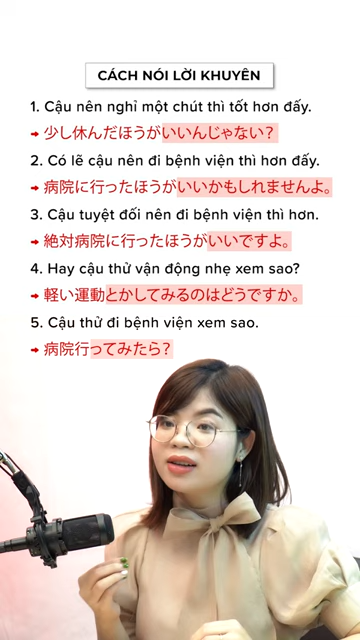 CÁCH NÓI LỜI KHUYÊN
1. Cậu nên nghỉ một chút thì tốt hơn đấy.
➜ 少し休んだほうがいいんじゃない？
2. Có lẽ cậu nên đi bệnh viện thì hơn đấy.
➜ 病院に行ったほうがいいかもしれませんよ。
3. Cậu tuyệt đối nên đi bệnh viện thì hơn.
➜ 絶対病院に行ったほうがいいですよ。
4. Hay cậu thử vận động nhẹ xem sao?
➜ 軽い運動とかしてみるのはどうですか。
5. Cậu thử đi bệnh viện xem sao.
➜ 病院行ってみたら？